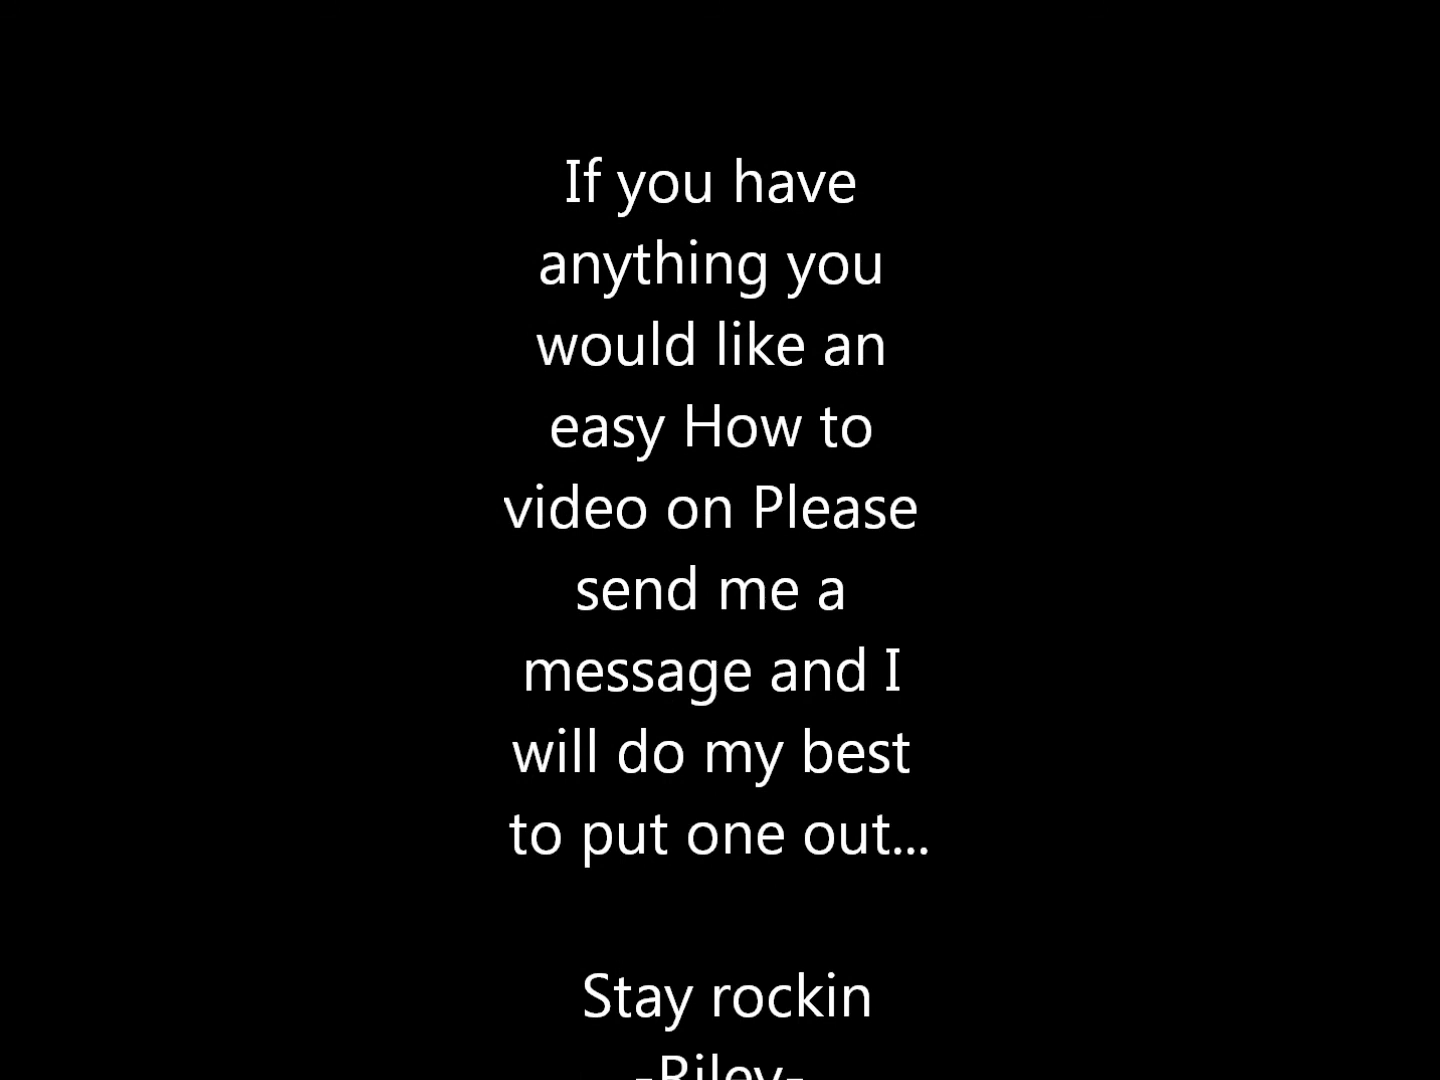 If you have
anything you
would like an
easy How to
video on Please
send me a
message and I
will do my best
to put one out...
Stay rockin
-Riley-